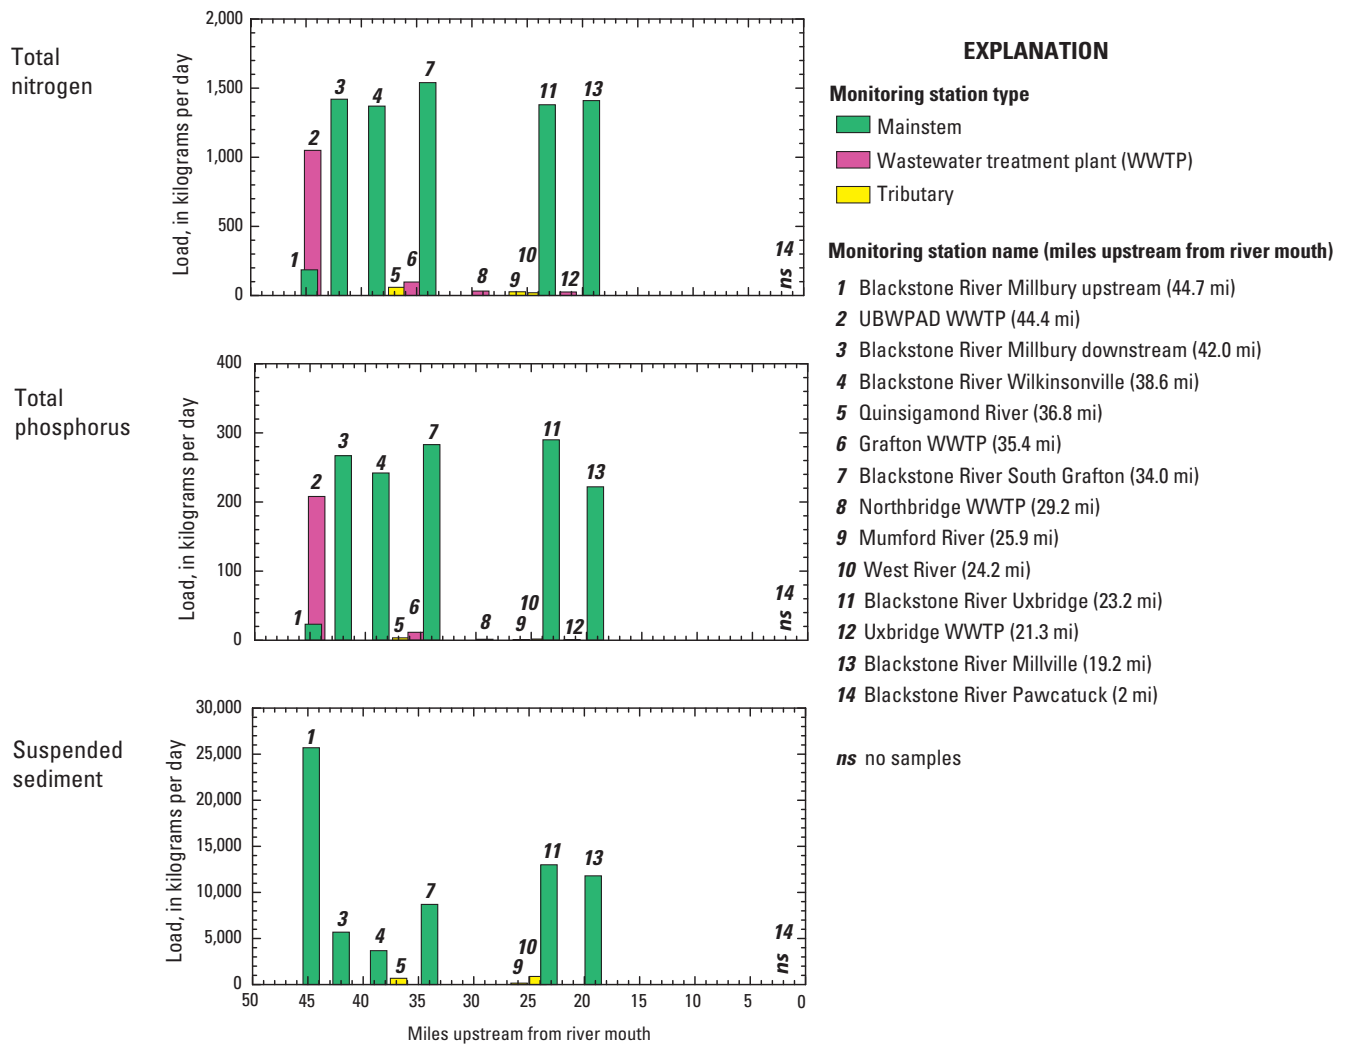 Total
nitrogen
Load, in kilograms per day
2,000
1,500
1,000
500
0
1
2
3
4
5
6
7
8
9
10
11
12
13
14
ns
Total
phosphorus
Load, in kilograms per day
400
300
200
100
0
1
2
3
4
5
6
7
8
9
10
11
12
13
14
ns
Suspended
sediment
Load, in kilograms per day
30,000
25,000
20,000
15,000
10,000
5,000
0
1
3
4
5
7
9
10
11
13
14
ns
50 45 40 35 30 25 20 15 10 5 0
Miles upstream from river mouth
EXPLANATION
Monitoring station type
Mainstem
Wastewater treatment plant (WWTP)
Tributary
Monitoring station name (miles upstream from river mouth)
1 Blackstone River Millbury upstream (44.7 mi)
2 UBWPAD WWTP (44.4 mi)
3 Blackstone River Millbury downstream (42.0 mi)
4 Blackstone River Wilkinsonville (38.6 mi)
5 Quinsigamond River (36.8 mi)
6 Grafton WWTP (35.4 mi)
7 Blackstone River South Grafton (34.0 mi)
8 Northbridge WWTP (29.2 mi)
9 Mumford River (25.9 mi)
10 West River (24.2 mi)
11 Blackstone River Uxbridge (23.2 mi)
12 Uxbridge WWTP (21.3 mi)
13 Blackstone River Millville (19.2 mi)
14 Blackstone River Pawcatuck (2 mi)
ns no samples